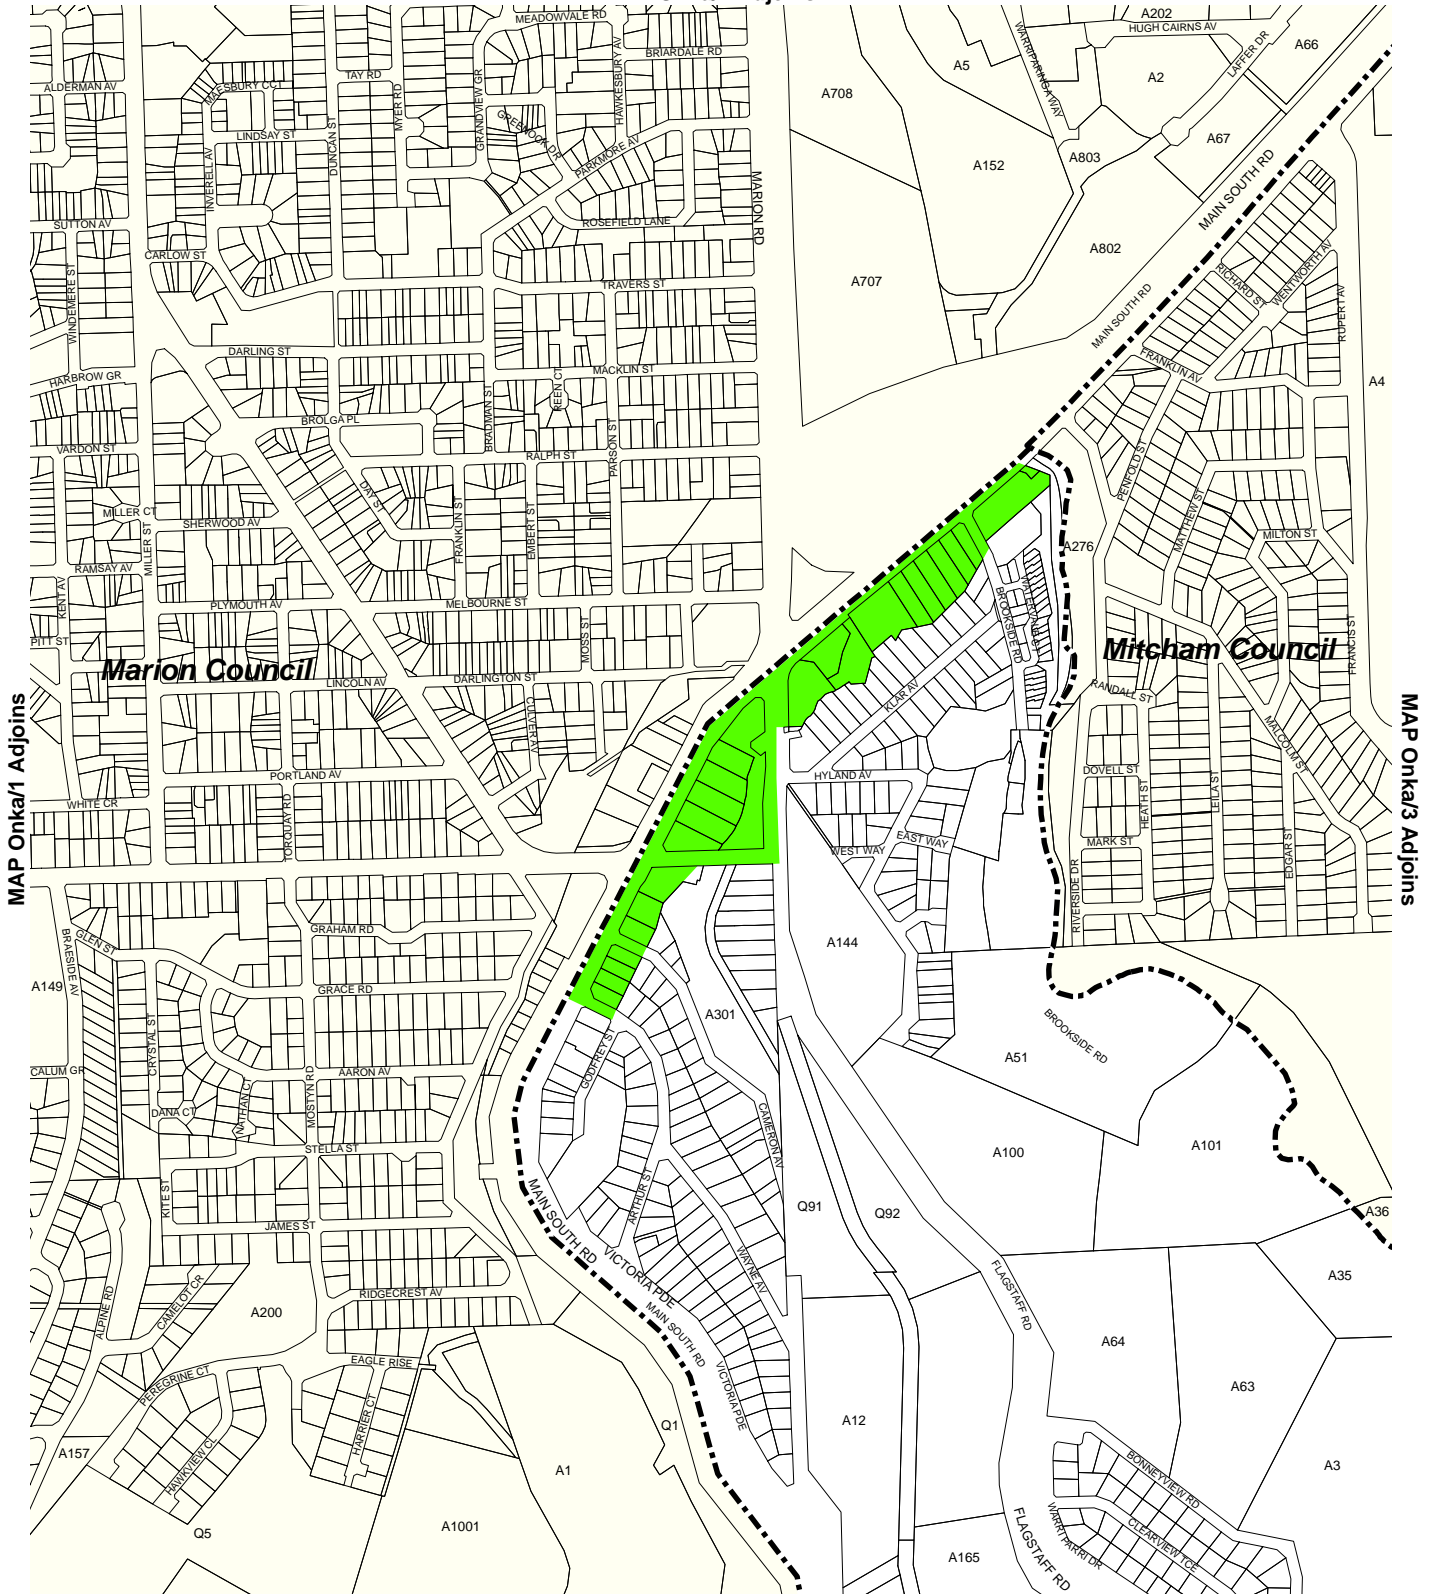 MEADOWVALE RD
A202
HUGH CAIRNS AV
A66
LAFFER DR
BRIARDALE RD
HAWKESBURY AV
WARRIPARINGA WAY
A5
A2
TAY RD
MYER RD
GRANDVIEW GR
ALDERMAN AV
MAESBURY CCT
A708
LINDSAY ST
DUNCAN ST
GREENOCK DR
PARKMORE AV
A67
A803
A152
MAIN SOUTH RD
INVERELL AV
MARION RD
SUTTON AV
ROSEFIELD LANE
CARLOW ST
A802
WENTWORTH AV
RICHARD ST
WINDEMERE ST
TRAVERS ST
A707
MAIN SOUTH RD
RUPERT AV
DARLING ST
HARBROW GR
MACKLIN ST
REEN CT
FRANKLIN AV
A4
BRADMAN ST
BROLGA PL
PARSON ST
VARDON ST
RALPH ST
PENFOLD ST
DAY ST
MILLER CT
SHERWOOD AV
FRANKLIN ST
EMBERT ST
MATTHEW ST
MILTON ST
A276
MILLER ST
RAMSAY AV
KENT AV
PLYMOUTH AV
MELBOURNE ST
BROOKSIDE RD
PITT ST
MOSS ST
Marion Council
Mitcham Council
FRANCIS ST
LINCOLN AV
DARLINGTON ST
KLAR AV
RANDALL ST
CULVER AV
MALCOLM ST
MAP Onka/1 Adjoins
MAP Onka/3 Adjoins
PORTLAND AV
HYLAND AV
DOVELL ST
WHITE CR
TORQUAY RD
HEATH ST
LEILA ST
WEST WAY
EAST WAY
MARK ST
EDGAR ST
RIVERSIDE DR
GRAHAM RD
GLEN ST
BRAESIDE AV
A144
A149
GRACE RD
A301
CRYSTAL ST
GODFREY ST
BROOKSIDE RD
A51
CALUM GR
AARON AV
MOSTYN RD
NATHAN CT
DANA CT
CAMERON AV
STELLA ST
A100
A101
KITE ST
ARTHUR ST
Q91
Q92
A36
JAMES ST
MAIN SOUTH RD
VICTORIA PDE
WAYNE AV
FLAGSTAFF RD
A35
ALPINE RD
CAMELOT CR
A200
RIDGECREST AV
MAIN SOUTH RD
A64
EAGLE RISE
PEREGRINE CT
VICTORIA PDE
A63
HARRIER CT
Q1
A12
A157
HAWKVIEW CL
A1
BONNEYVIEW RD
A3
Q5
A1001
WARRI PARRI DR
CLEARVIEW TCE
A165
FLAGSTAFF RD